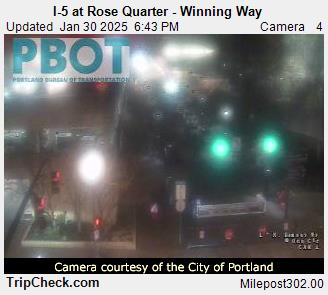 I-5 at Rose Quarter - Winning Way
Updated Jan 30 2025 6:43 PM Camera 4
PBOT
PORTLAND BUREAU OF TRANSPORTATION
Camera courtesy of the City of Portland
TripCheck.com Milepost302.00